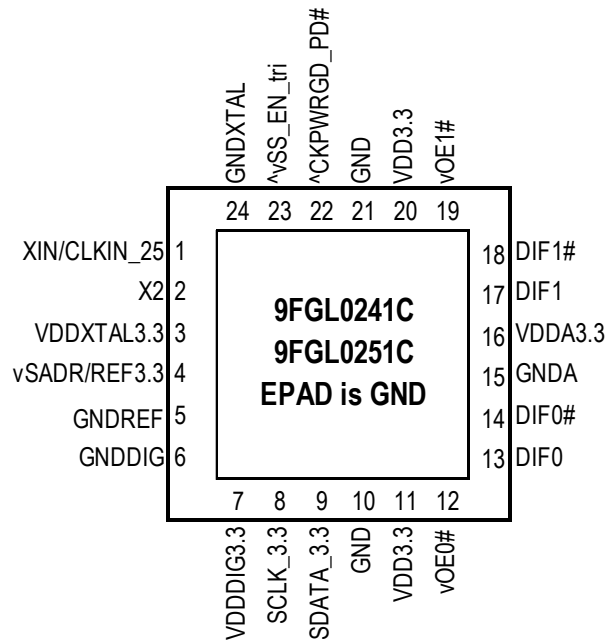 GNDXTAL
^vSS_EN_tri
^CKPWRGD_PD#
GND
VDD3.3
vOE1#
24 23 22 21 20 19
XIN/CLKIN_25 1
X2 2
VDDXTAL3.3 3
vSADR/REF3.3 4
GNDREF 5
GNDDIG 6
9FGL0241C
9FGL0251C
EPAD is GND
18 DIF1#
17 DIF1
16 VDDA3.3
15 GNDA
14 DIF0#
13 DIF0
7 8 9 10 11 12
VDDDIG3.3
SCLK_3.3
SDATA_3.3
GND
VDD3.3
vOE0#